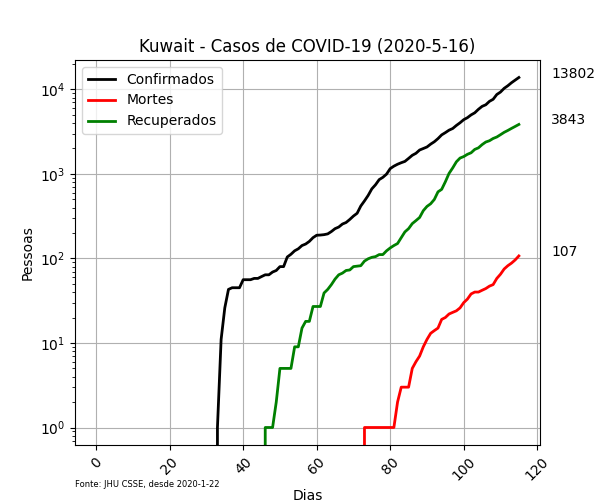 Kuwait - Casos de COVID-19 (2020-5-16)
Confirmados
Mortes
Recuperados
13802
3843
107
10⁴
10³
10²
10¹
10⁰
Pessoas
0 20 40 60 80 100 120
Fonte: JHU CSSE, desde 2020-1-22
Dias